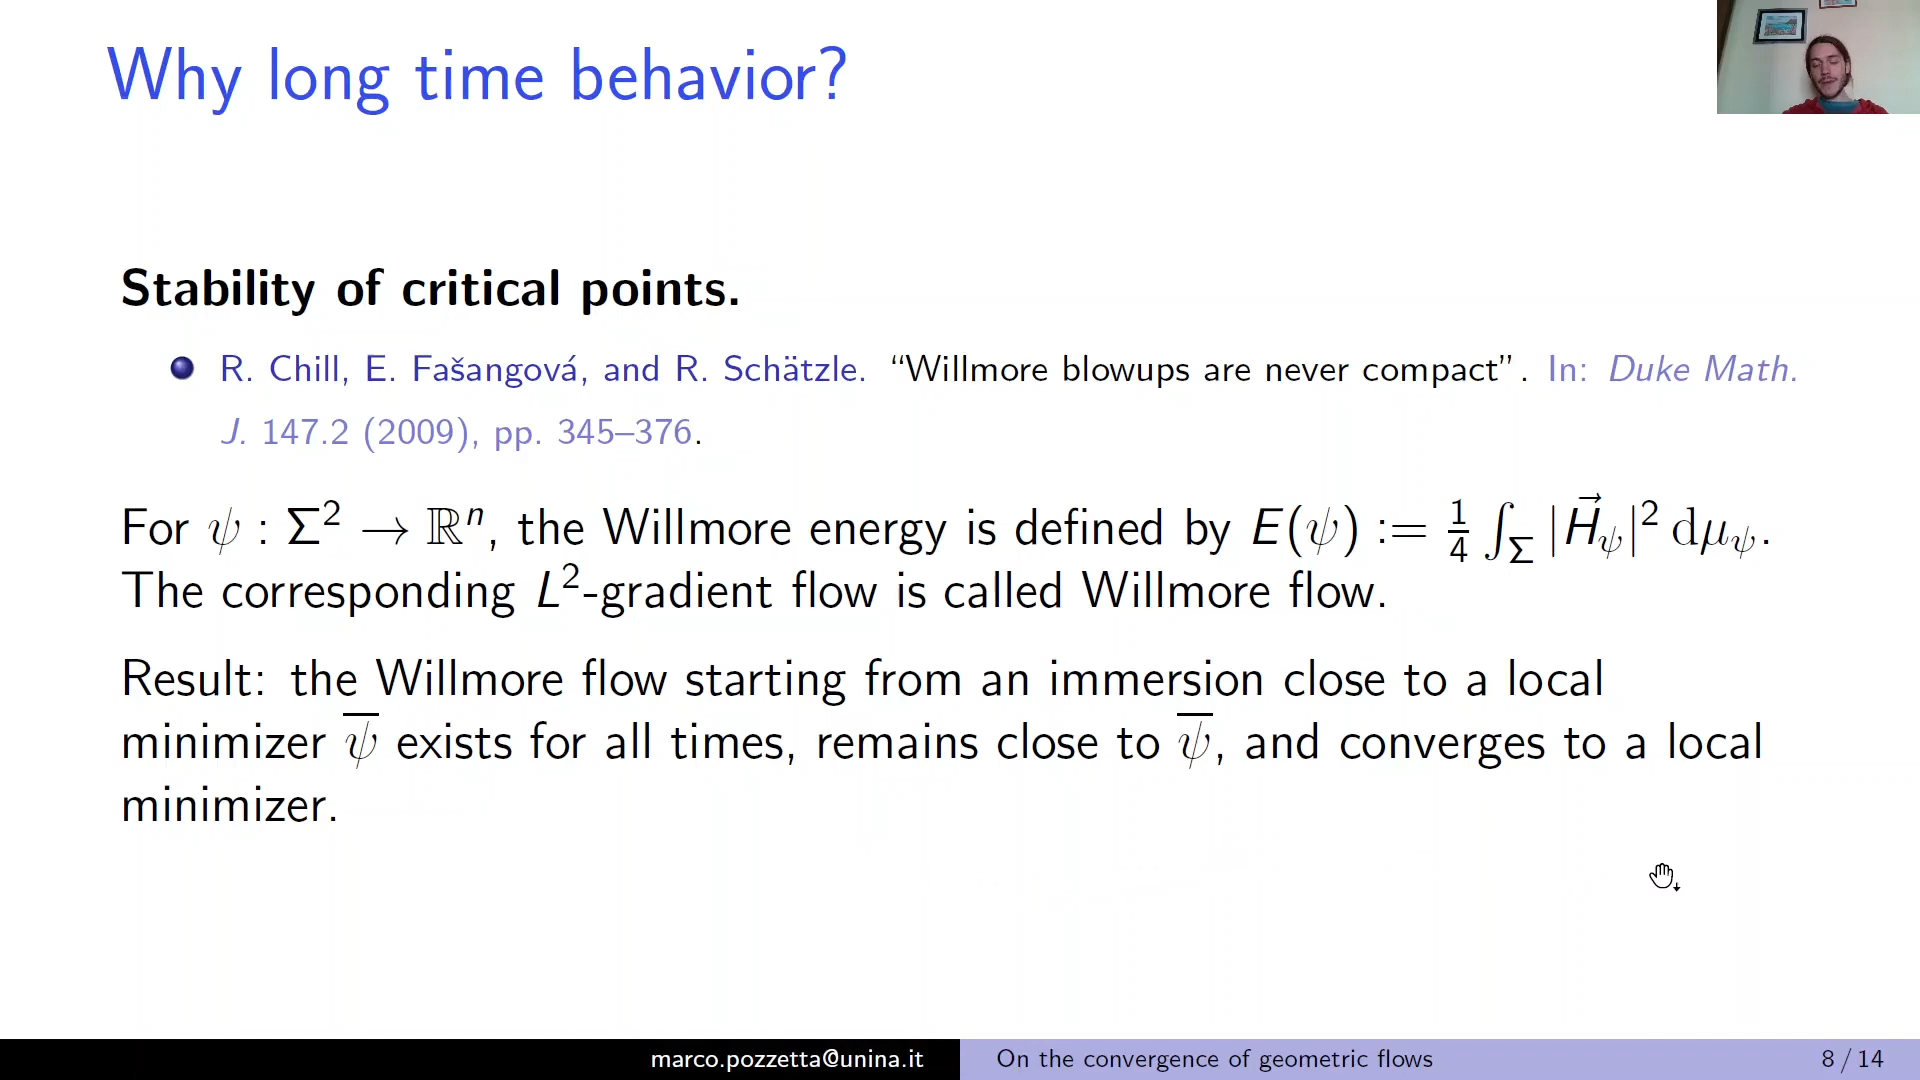 Why long time behavior?
Stability of critical points.
R. Chill, E. Fašangová, and R. Schätzle. “Willmore blowups are never compact”. In: Duke Math.
J. 147.2 (2009), pp. 345–376.
For ψ : Σ² → ℝⁿ, the Willmore energy is defined by E(ψ) := 1/4 ∫_Σ |H⃗_ψ|² dμ_ψ.
The corresponding L²-gradient flow is called Willmore flow.
Result: the Willmore flow starting from an immersion close to a local
minimizer ψ̅ exists for all times, remains close to ψ̅, and converges to a local
minimizer.
marco.pozzetta@unina.it On the convergence of geometric flows 8 / 14